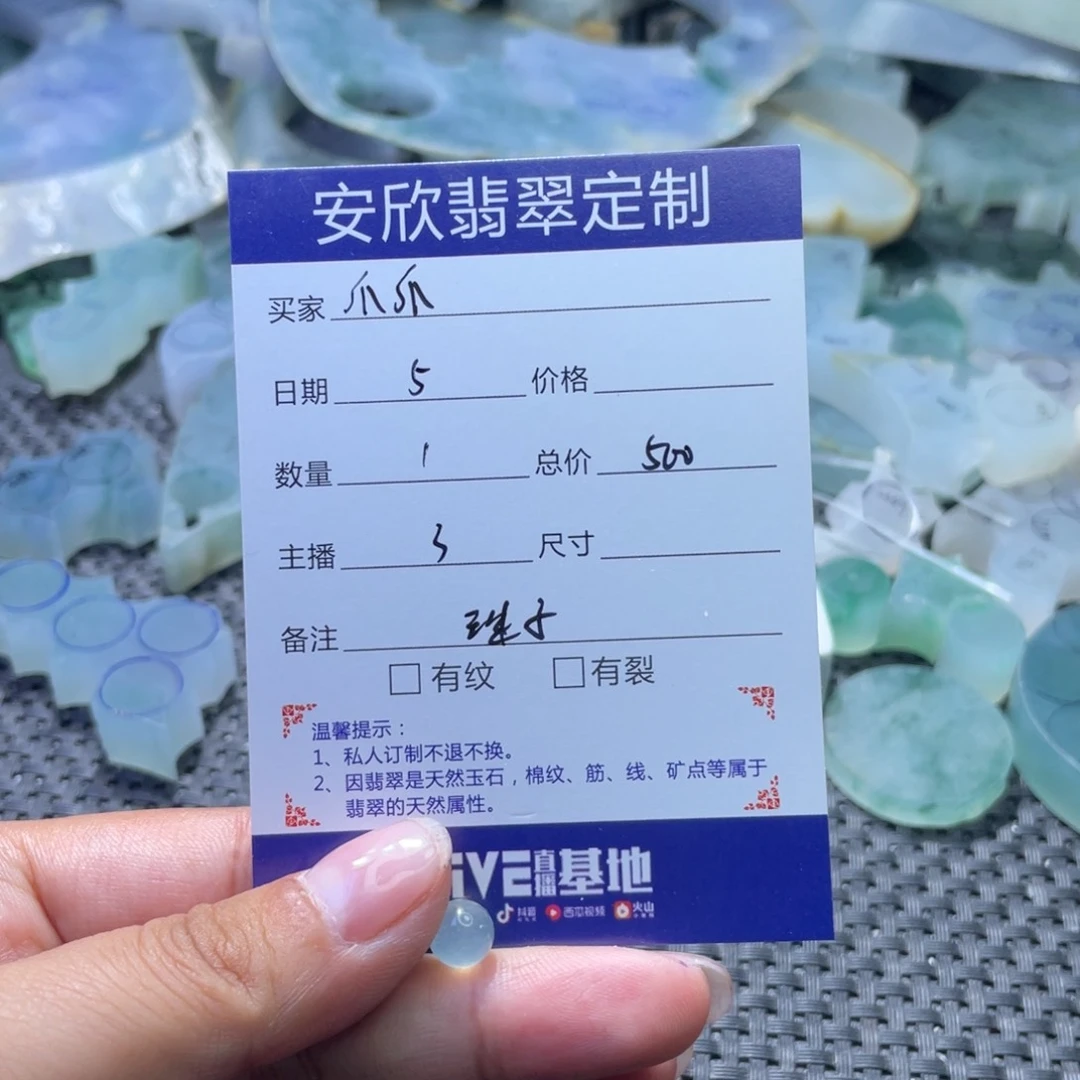 安欣翡翠定制
买家 爪爪
日期 5 价格
数量 1 总价 500
主播 3 尺寸
备注 珠子
□有纹 □有裂
温馨提示：
1、私人订制不退不换。
2、因翡翠是天然玉石，棉纹、筋、线、矿点等属于
翡翠的天然属性。
iVE直播基地
抖音 西瓜视频 火山